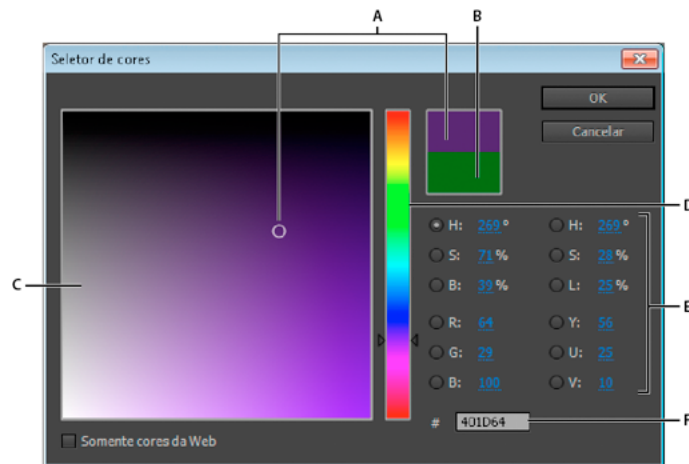 A
B
Seletor de cores
OK
Cancelar
D
H: 269 °
H: 269 °
S: 71 %
S: 28 %
C
B: 39 %
L: 25 %
E
R: 64
Y: 56
G: 29
U: 25
B: 100
V: 10
# 401D64
F
Somente cores da Web